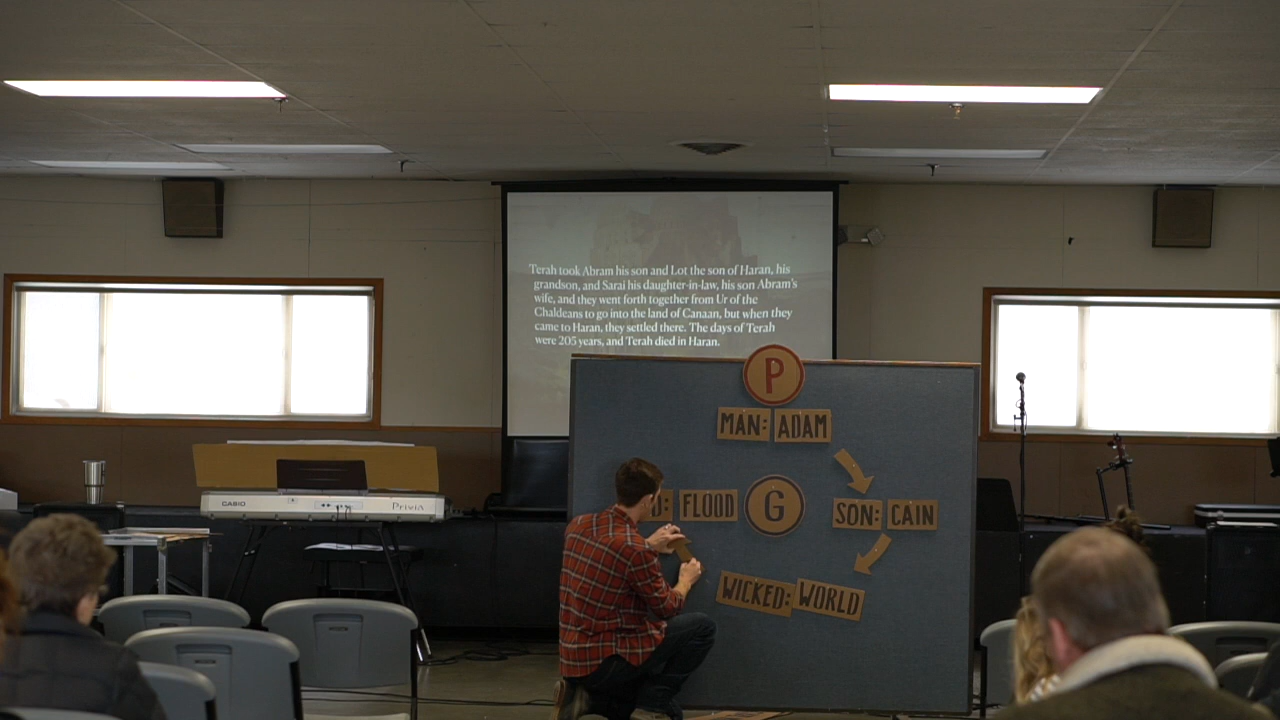 Terah took Abram his son and Lot the son of Haran, his
grandson, and Sarai his daughter-in-law, his son Abram's
wife, and they went forth together from Ur of the
Chaldeans to go into the land of Canaan, but when they
came to Haran, they settled there. The days of Terah
were 205 years, and Terah died in Haran.
P
MAN: ADAM
FLOOD
G
SON: CAIN
WICKED: WORLD
CASIO
Privia